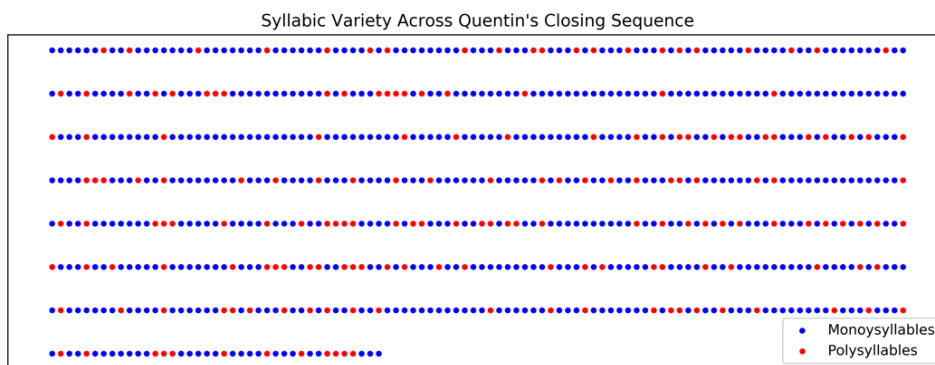 Syllabic Variety Across Quentin's Closing Sequence
Monoysyllables
Polysyllables